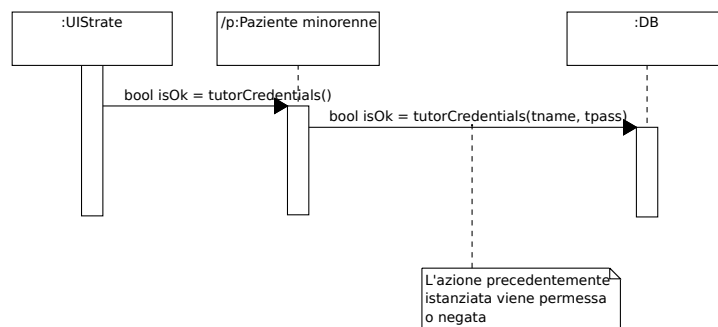 :UIStrate
/p:Paziente minorenne
:DB
bool isOk = tutorCredentials()
bool isOk = tutorCredentials(tname, tpass)
L'azione precedentemente
istanziata viene permessa
o negata